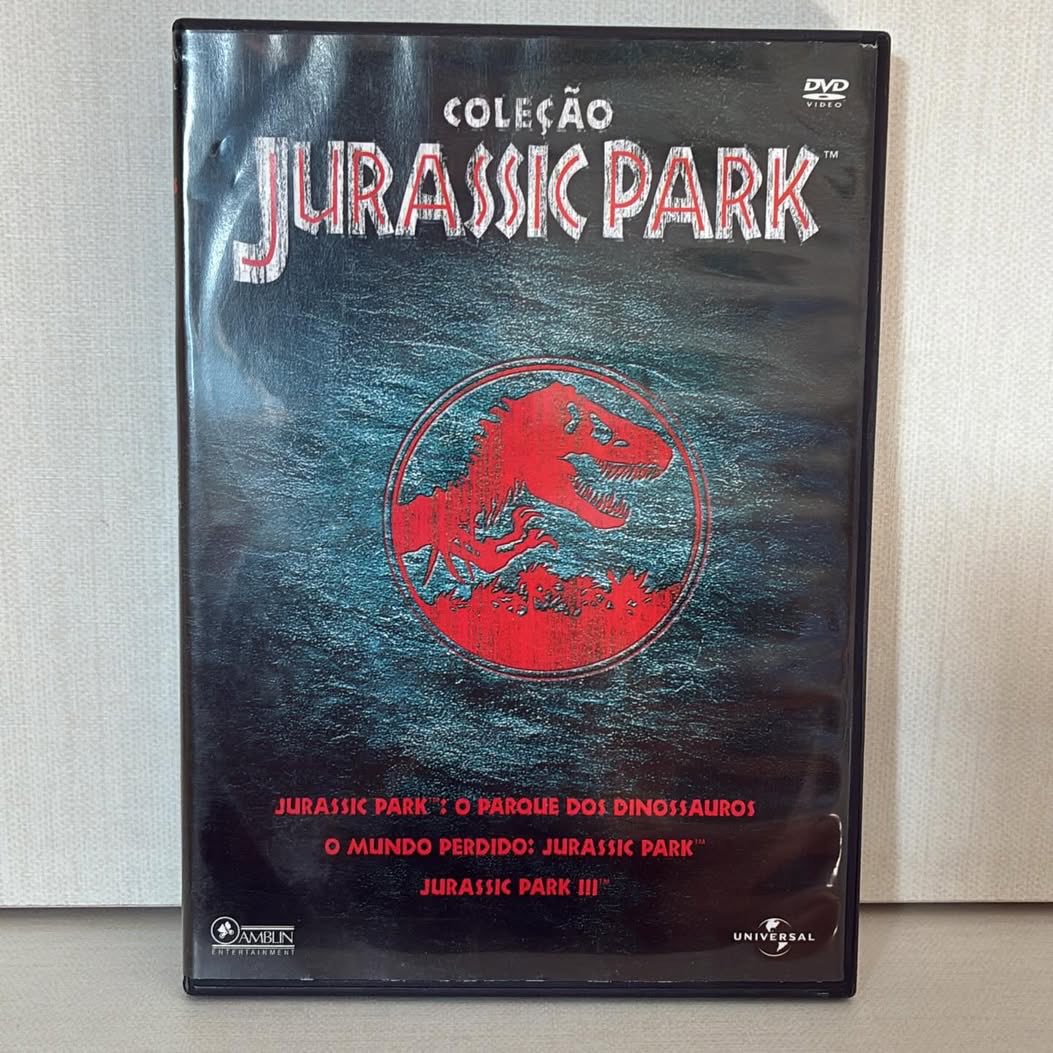 DVD
VIDEO
COLEÇÃO
JURASSIC PARK™
JURASSIC PARK™: O PARQUE DOS DINOSSAUROS
O MUNDO PERDIDO: JURASSIC PARK™
JURASSIC PARK III™
AMBLIN
ENTERTAINMENT
UNIVERSAL